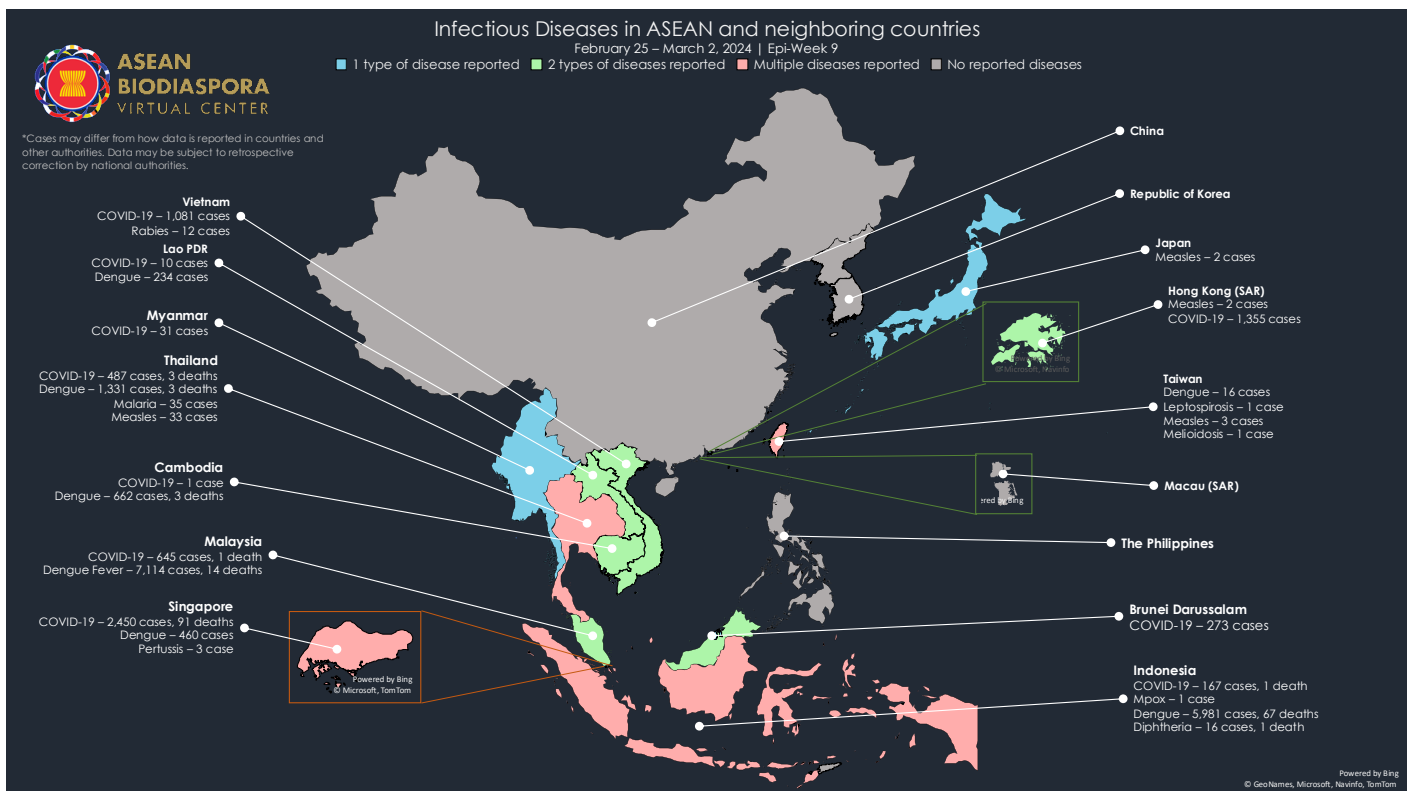 Infectious Diseases in ASEAN and neighboring countries
February 25 – March 2, 2024 | Epi-Week 9
1 type of disease reported
2 types of diseases reported
Multiple diseases reported
No reported diseases
ASEAN
BIODIASPORA
VIRTUAL CENTER
*Cases may differ from how data is reported in countries and
other authorities. Data may be subject to retrospective
correction by national authorities.
Vietnam
COVID-19 – 1,081 cases
Rabies – 12 cases
Lao PDR
COVID-19 – 10 cases
Dengue – 234 cases
Myanmar
COVID-19 – 31 cases
Thailand
COVID-19 – 487 cases, 3 deaths
Dengue – 1,331 cases, 3 deaths
Malaria – 35 cases
Measles – 33 cases
Cambodia
COVID-19 – 1 case
Dengue – 662 cases, 3 deaths
Malaysia
COVID-19 – 645 cases, 1 death
Dengue Fever – 7,114 cases, 14 deaths
Singapore
COVID-19 – 2,450 cases, 91 deaths
Dengue – 460 cases
Pertussis – 3 case
Powered by Bing
© Microsoft, TomTom
China
Republic of Korea
Japan
Measles – 2 cases
Hong Kong (SAR)
Measles – 2 cases
COVID-19 – 1,355 cases
Powered by Bing
© Microsoft, Navinfo
Taiwan
Dengue – 16 cases
Leptospirosis – 1 case
Measles – 3 cases
Melioidosis – 1 case
Macau (SAR)
ered by Bing
The Philippines
Brunei Darussalam
COVID-19 – 273 cases
Indonesia
COVID-19 – 167 cases, 1 death
Mpox – 1 case
Dengue – 5,981 cases, 67 deaths
Diphtheria – 16 cases, 1 death
Powered by Bing
© GeoNames, Microsoft, Navinfo, TomTom